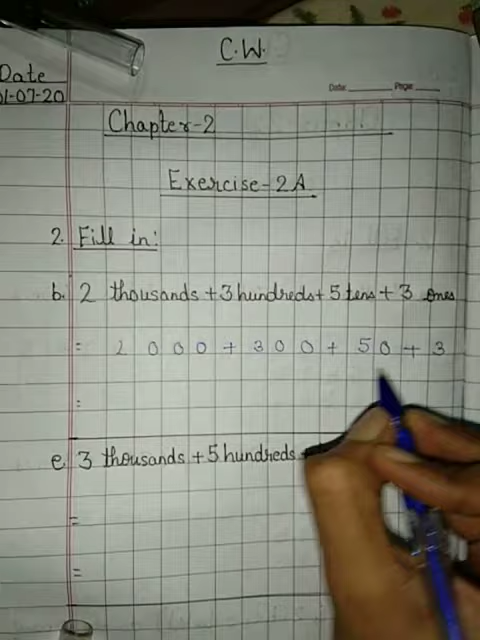 C.W.
Date
01-07-20
Date: Page:
Chapter-2
Exercise-2A
2. Fill in:
b. 2 thousands + 3 hundreds + 5 tens + 3 ones
= 2000 + 300 + 50 + 3
=
e 3 thousands + 5 hundreds +
=
=